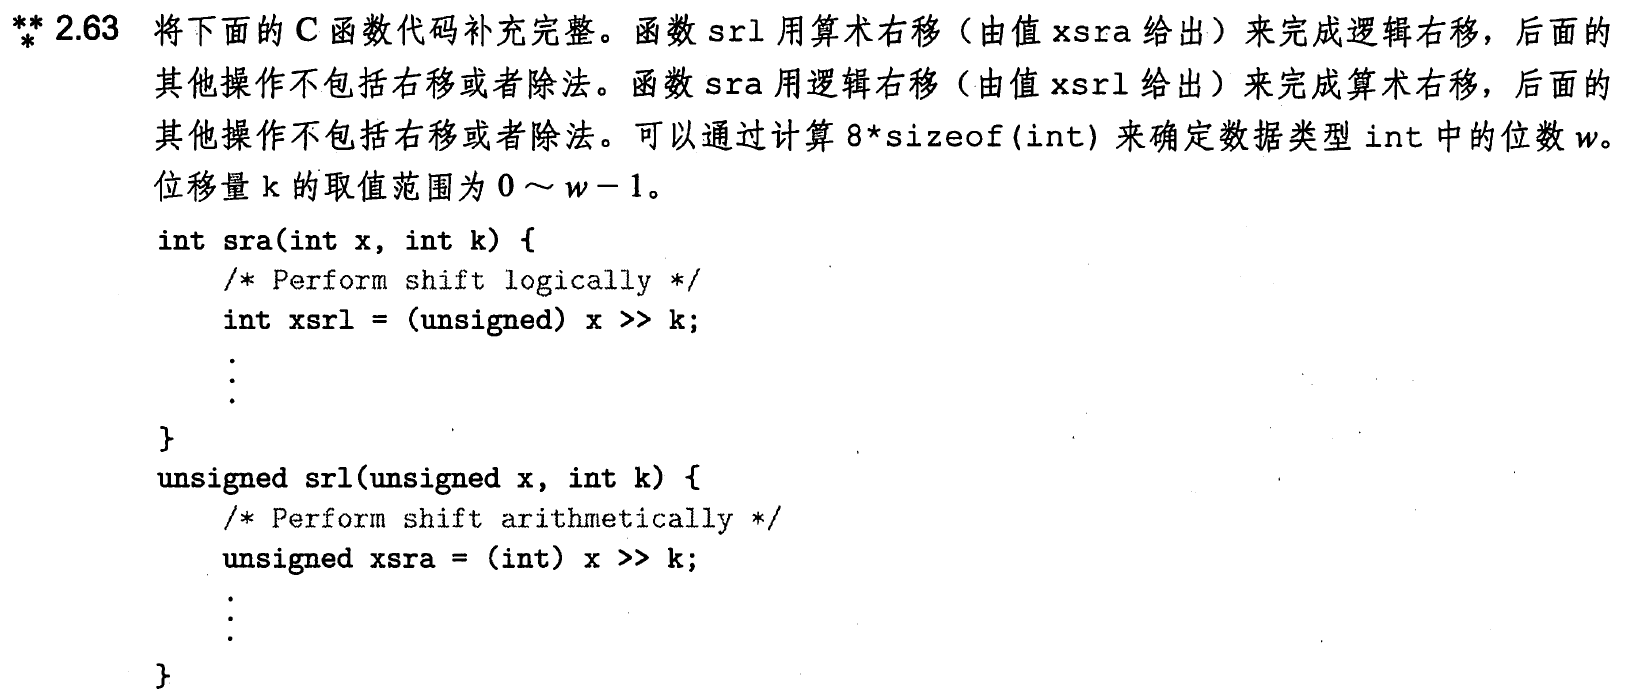 *** 2.63 将下面的 C 函数代码补充完整。函数 srl 用算术右移（由值 xsra 给出）来完成逻辑右移，后面的
其他操作不包括右移或者除法。函数 sra 用逻辑右移（由值 xsrl 给出）来完成算术右移，后面的
其他操作不包括右移或者除法。可以通过计算 8*sizeof(int) 来确定数据类型 int 中的位数 w。
位移量 k 的取值范围为 0 ～ w − 1。
int sra(int x, int k) {
/* Perform shift logically */
int xsrl = (unsigned) x >> k;
.
.
.
}
unsigned srl(unsigned x, int k) {
/* Perform shift arithmetically */
unsigned xsra = (int) x >> k;
.
.
.
}